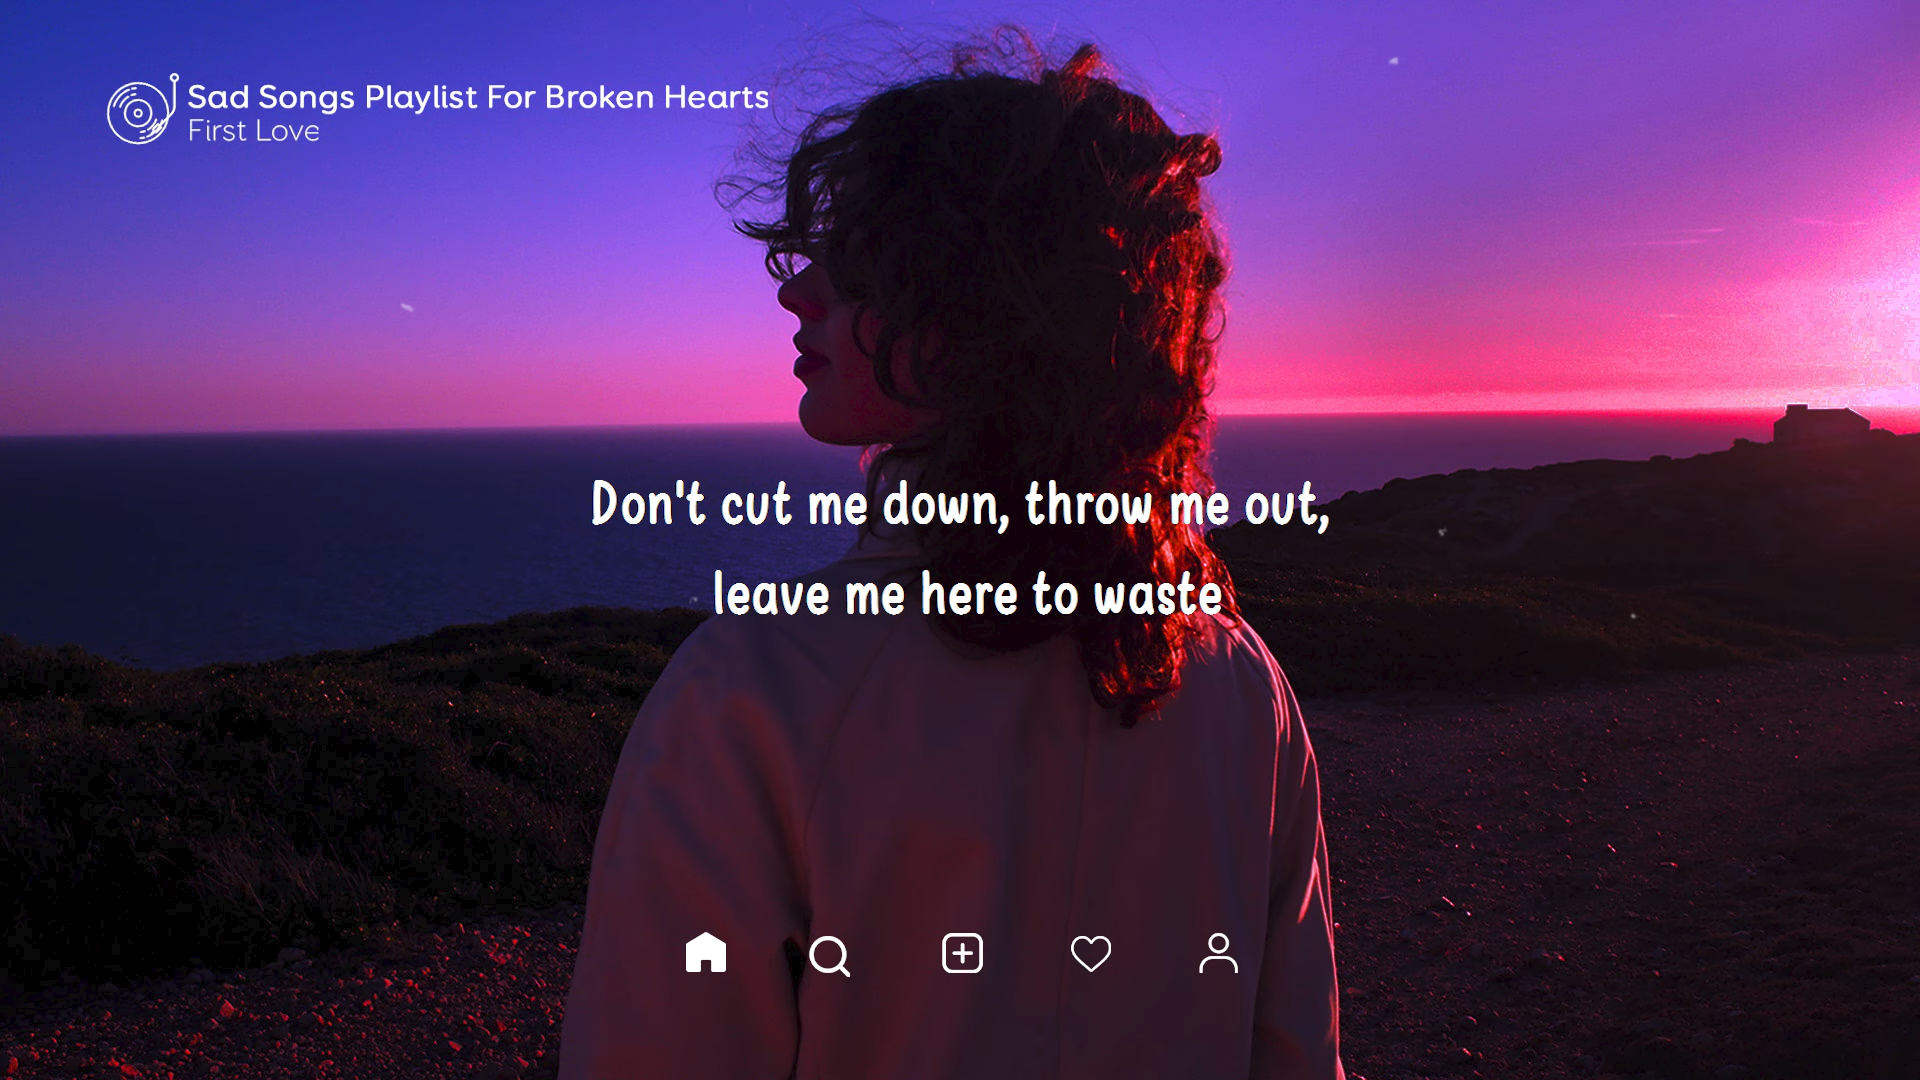 Sad Songs Playlist For Broken Hearts
First Love
Don't cut me down, throw me out,
leave me here to waste